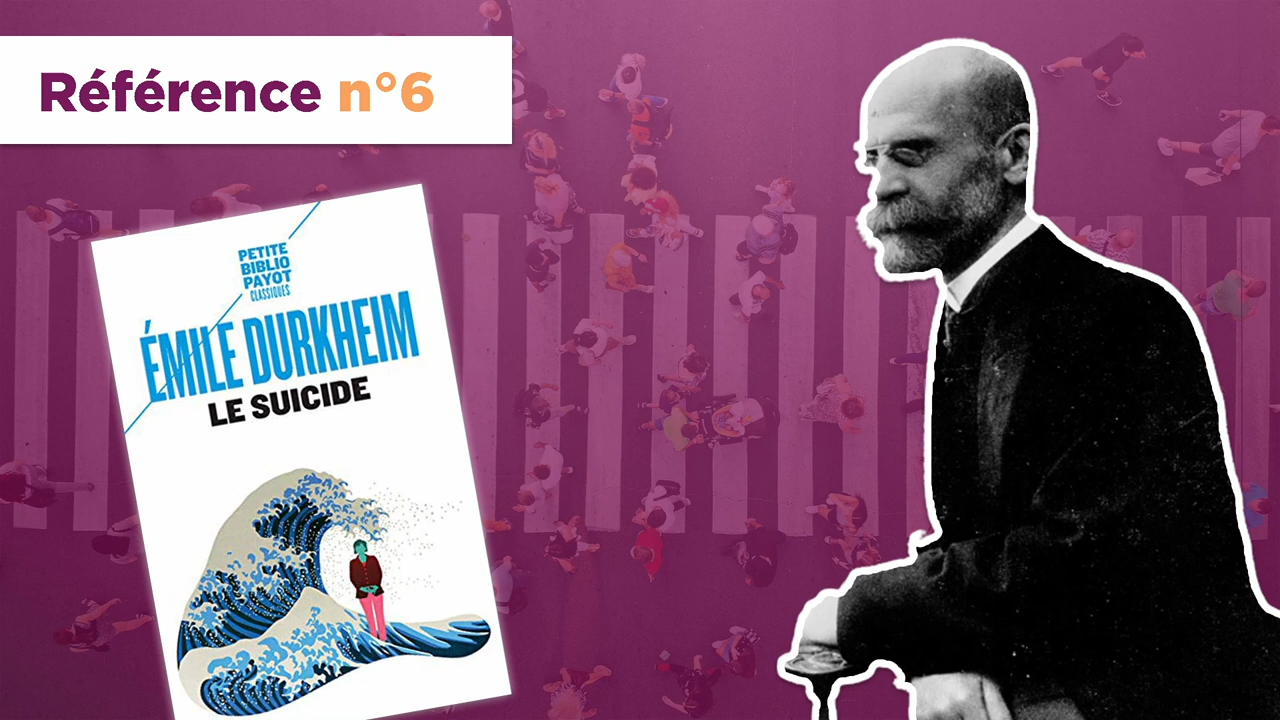 Référence n°6
PETITE
BIBLIO
PAYOT
CLASSIQUES
ÉMILE DURKHEIM
LE SUICIDE